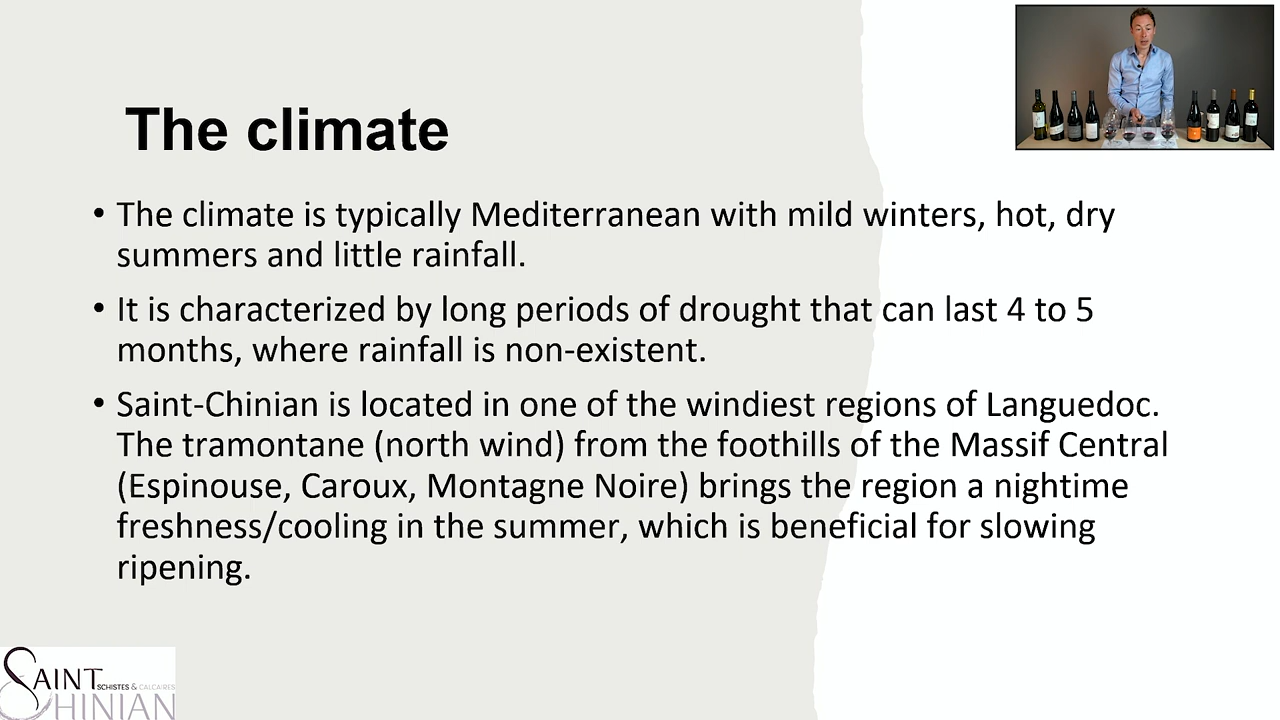 The climate
• The climate is typically Mediterranean with mild winters, hot, dry
summers and little rainfall.
• It is characterized by long periods of drought that can last 4 to 5
months, where rainfall is non-existent.
• Saint-Chinian is located in one of the windiest regions of Languedoc.
The tramontane (north wind) from the foothills of the Massif Central
(Espinouse, Caroux, Montagne Noire) brings the region a nightime
freshness/cooling in the summer, which is beneficial for slowing
ripening.
SAINT SCHISTES & CALCAIRES
CHINIAN